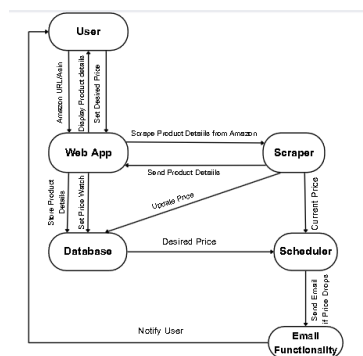 User
Amazon URL/Asin
Display Product details
Set Desired Price
Scrape Product Detaiils from Amazon
Web App
Scraper
Send Product Detaiils
Store Product
Details
Set Price Watch
Update Price
Current Price
Database
Desired Price
Scheduler
Send Email
if Price Drops
Notify User
Email
Functionality